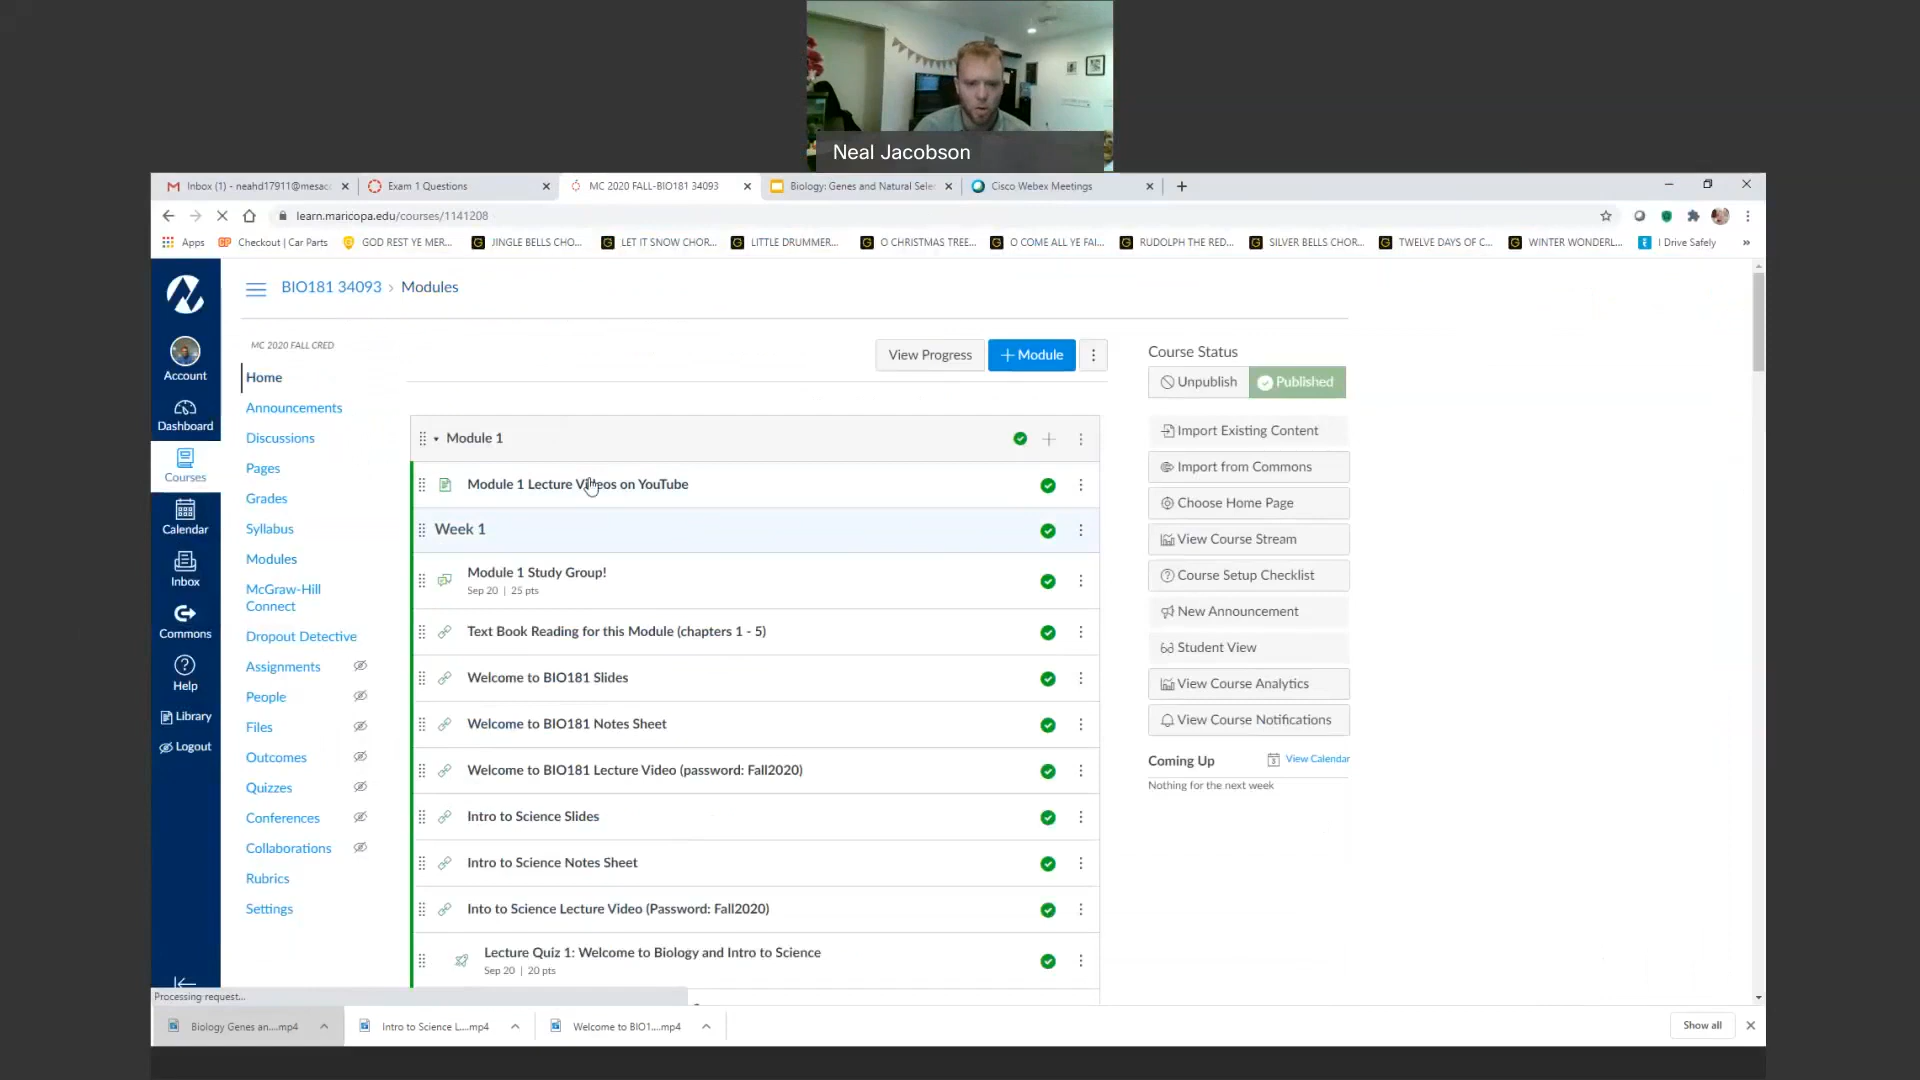 Neal Jacobson
Inbox (1) - neahd17911@mesacc
Exam 1 Questions
MC 2020 FALL-BIO181 34093
Biology: Genes and Natural Selec
Cisco Webex Meetings
learn.maricopa.edu/courses/1141208
Apps
Checkout | Car Parts
GOD REST YE MER...
JINGLE BELLS CHO...
LET IT SNOW CHOR...
LITTLE DRUMMER...
O CHRISTMAS TREE...
O COME ALL YE FAI...
RUDOLPH THE RED...
SILVER BELLS CHOR...
TWELVE DAYS OF C...
WINTER WONDERL...
I Drive Safely
»
Account
Dashboard
Courses
Calendar
Inbox
Commons
Help
Library
Logout
BIO181 34093 › Modules
MC 2020 FALL CRED
Home
Announcements
Discussions
Pages
Grades
Syllabus
Modules
McGraw-Hill
Connect
Dropout Detective
Assignments
People
Files
Outcomes
Quizzes
Conferences
Collaborations
Rubrics
Settings
View Progress
+ Module
Module 1
Module 1 Lecture Videos on YouTube
Week 1
Module 1 Study Group!
Sep 20 | 25 pts
Text Book Reading for this Module (chapters 1 - 5)
Welcome to BIO181 Slides
Welcome to BIO181 Notes Sheet
Welcome to BIO181 Lecture Video (password: Fall2020)
Intro to Science Slides
Intro to Science Notes Sheet
Into to Science Lecture Video (Password: Fall2020)
Lecture Quiz 1: Welcome to Biology and Intro to Science
Sep 20 | 20 pts
Course Status
Unpublish
Published
Import Existing Content
Import from Commons
Choose Home Page
View Course Stream
Course Setup Checklist
New Announcement
Student View
View Course Analytics
View Course Notifications
Coming Up
View Calendar
Nothing for the next week
Processing request...
Biology Genes an....mp4
Intro to Science L....mp4
Welcome to BIO1....mp4
Show all